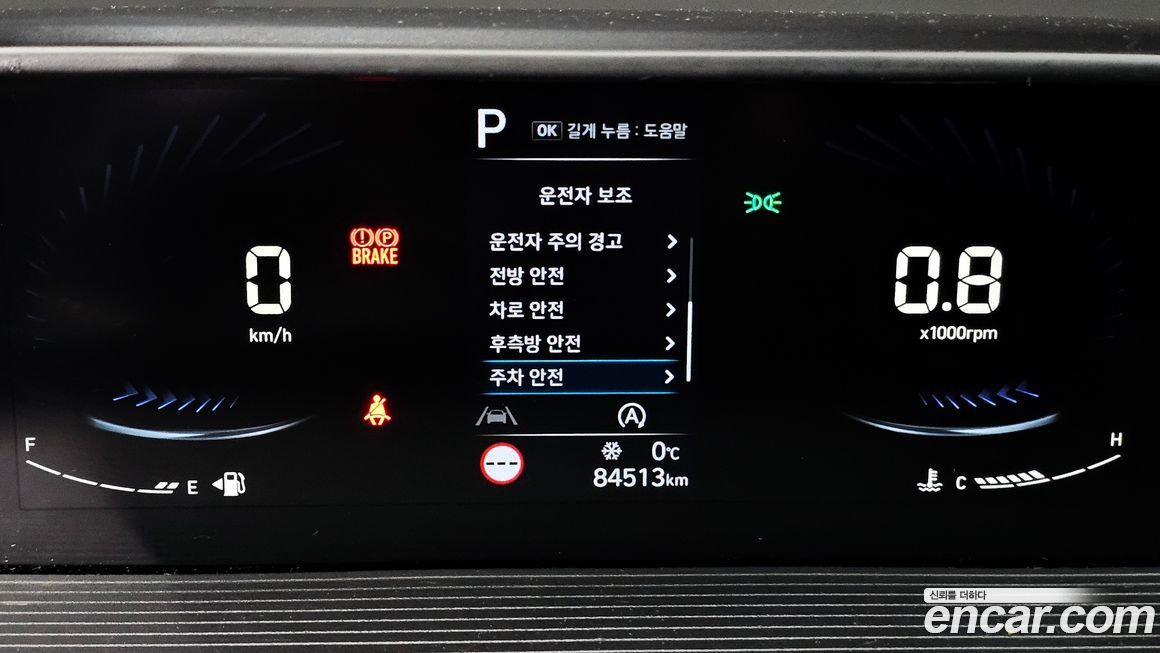 P OK 길게 누름 : 도움말
운전자 보조
운전자 주의 경고
전방 안전
차로 안전
후측방 안전
주차 안전
BRAKE
0
km/h
0.8
x1000rpm
A
F
E
0℃
84513km
H
C
신뢰를 더하다
encar.com